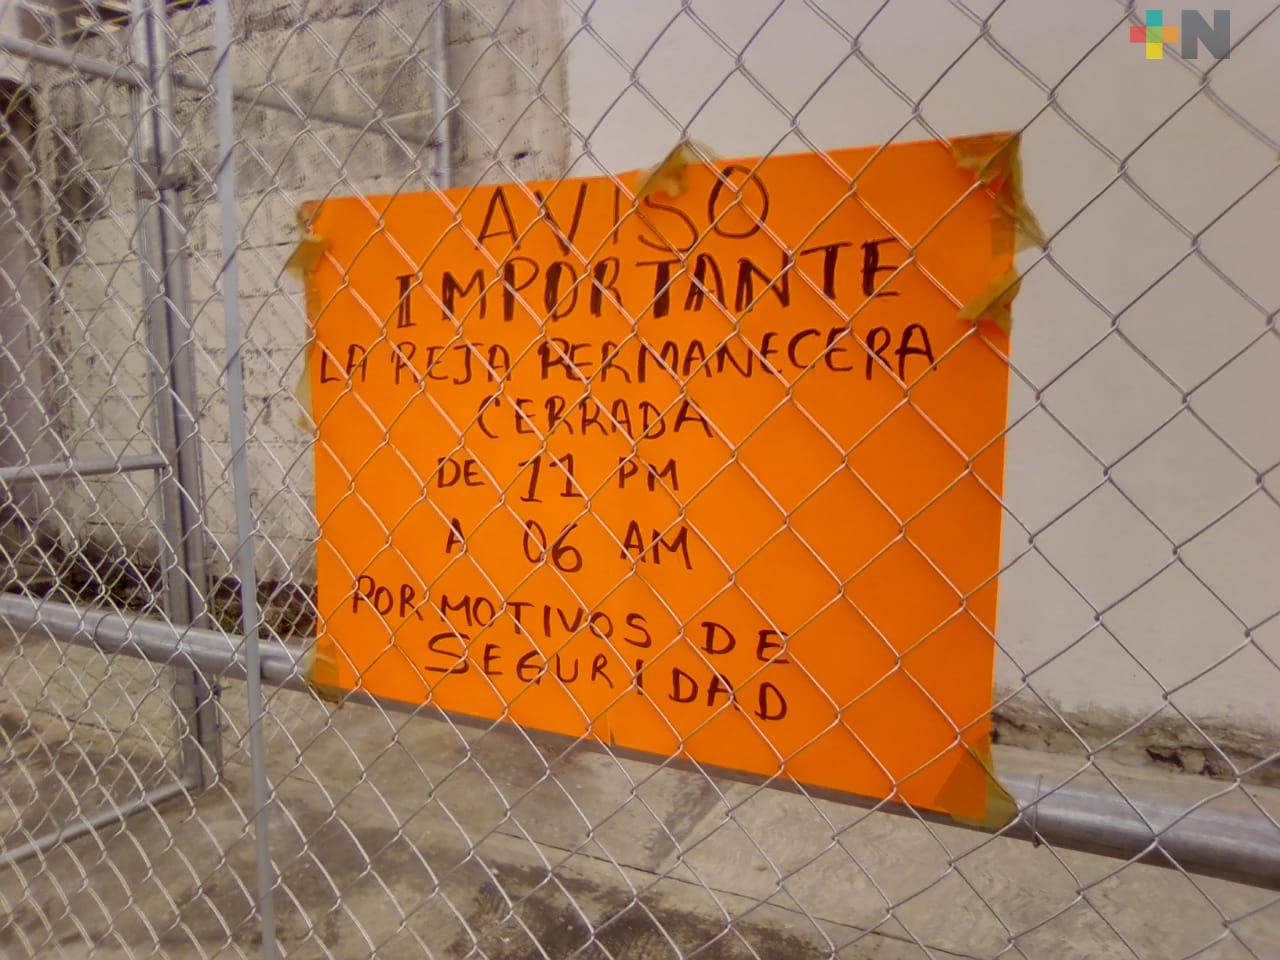 +N
AVISO
IMPORTANTE
LA REJA PERMANECERA
CERRADA
DE 11 PM
A 06 AM
POR MOTIVOS DE
SEGURIDAD